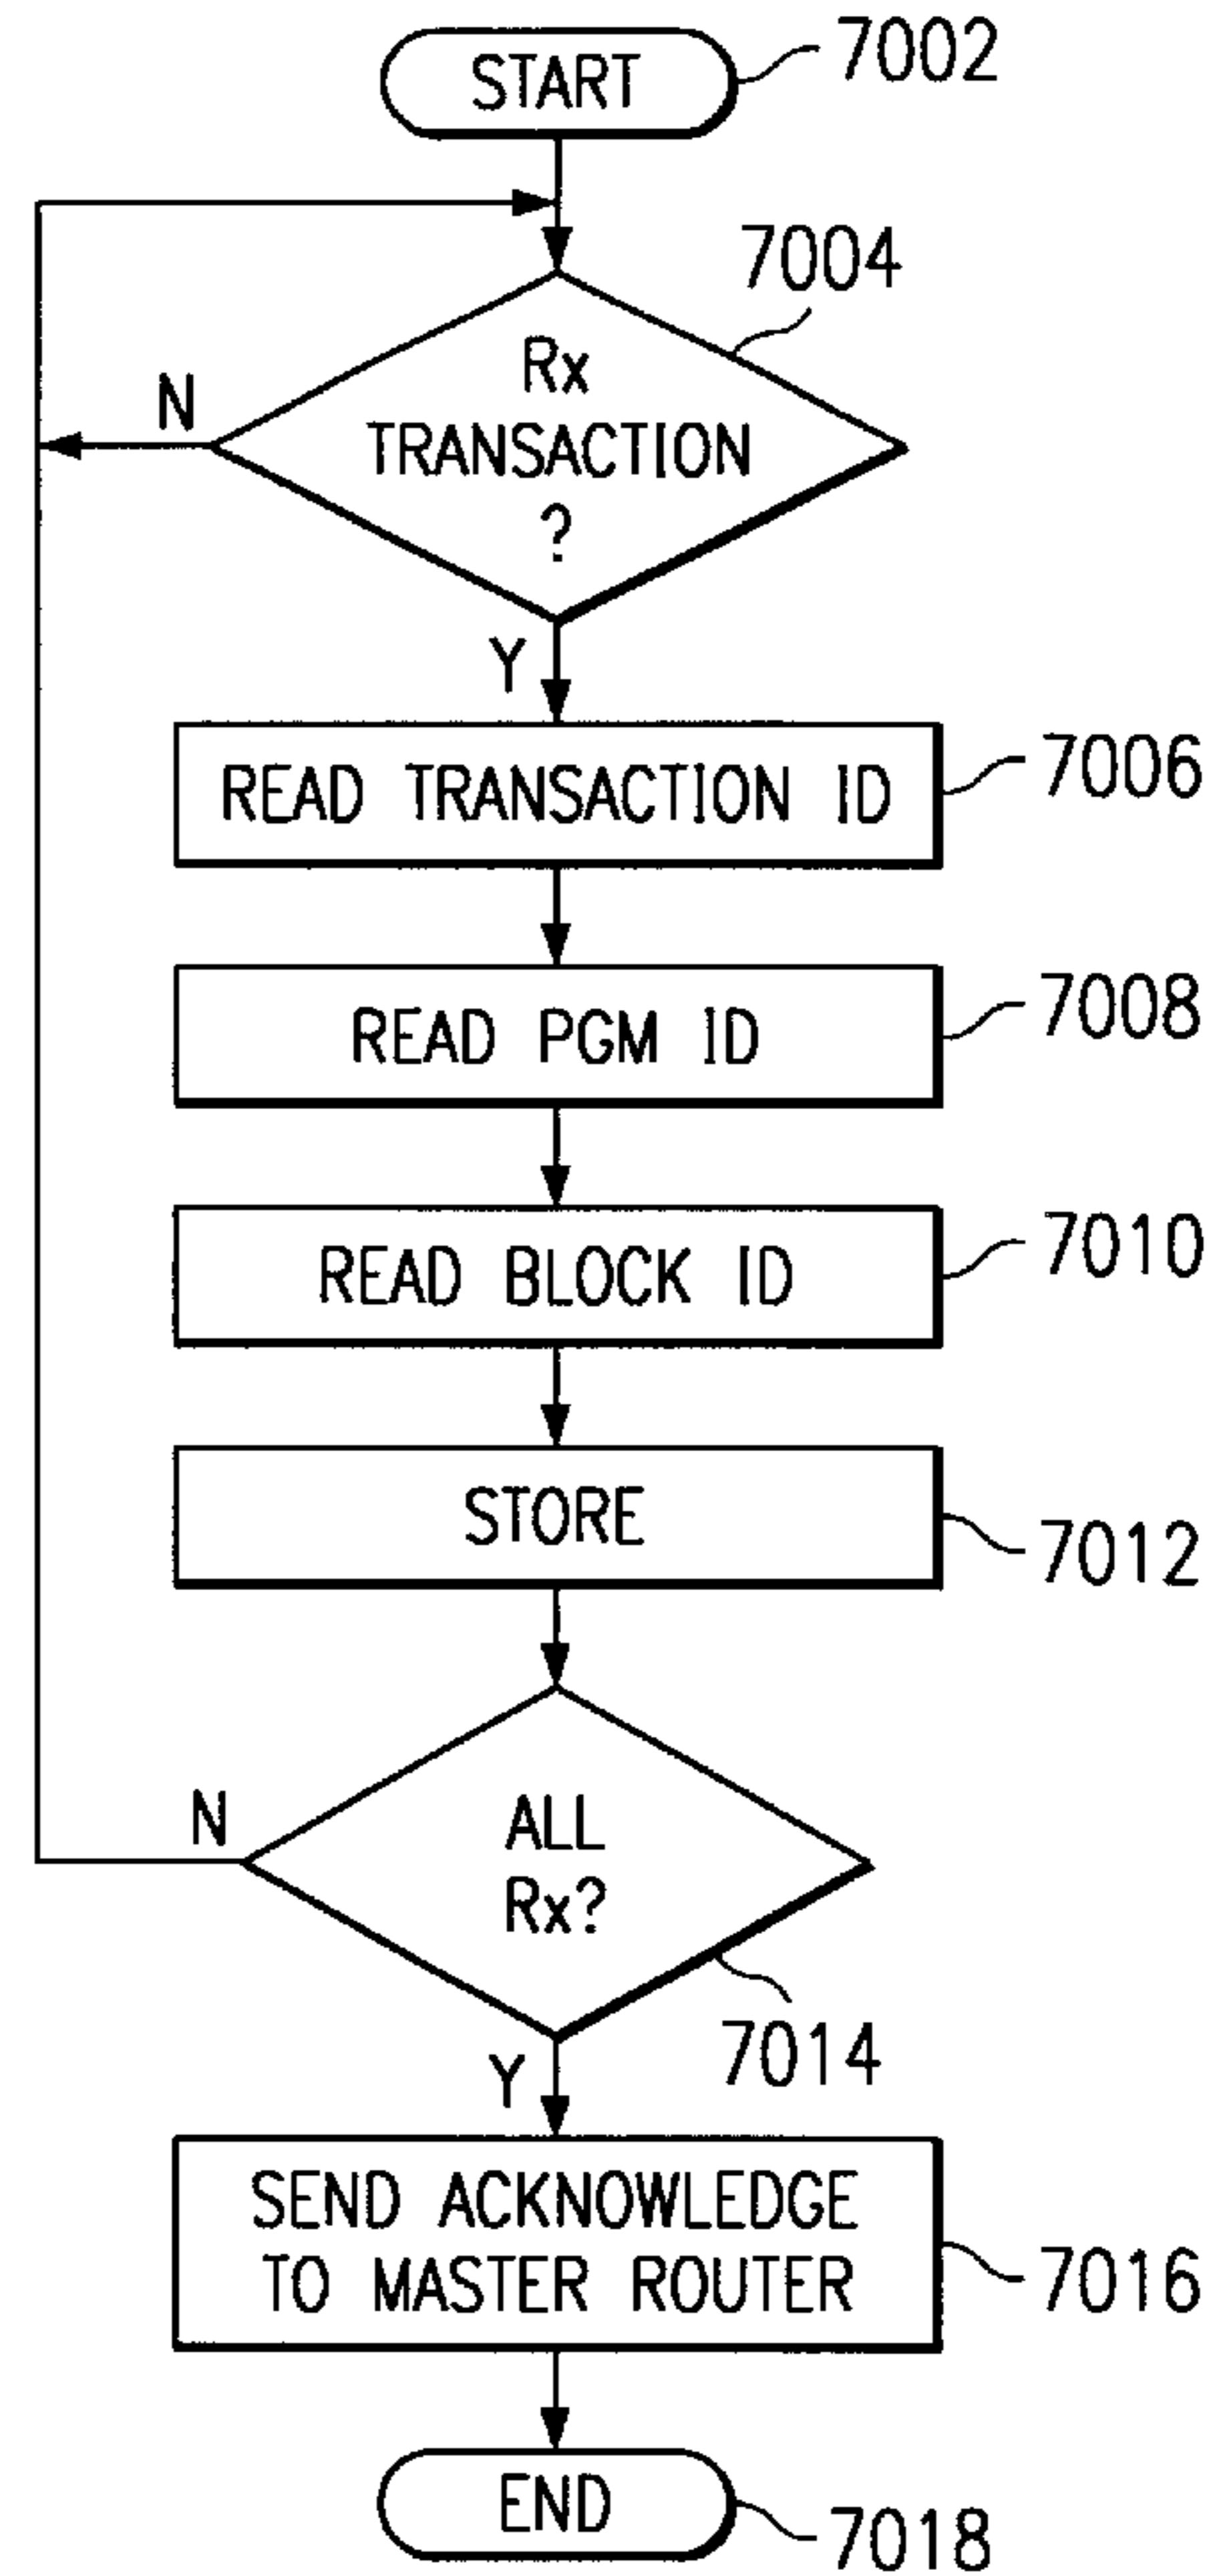 START
7002
7004
Rx
TRANSACTION
?
N
Y
READ TRANSACTION ID
7006
READ PGM ID
7008
READ BLOCK ID
7010
STORE
7012
ALL
Rx?
N
7014
Y
SEND ACKNOWLEDGE
TO MASTER ROUTER
7016
END
7018